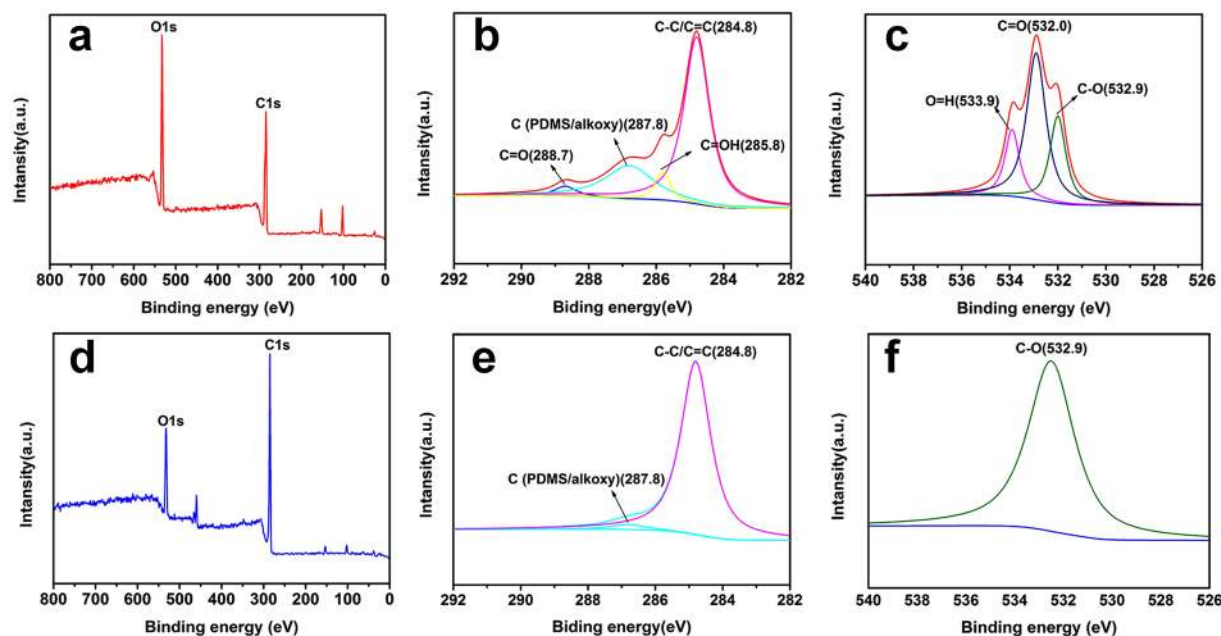 a
O1s
C1s
Intansity(a.u.)
800 700 600 500 400 300 200 100 0
Binding energy (eV)
b
C-C/C=C(284.8)
C (PDMS/alkoxy)(287.8)
C=O(288.7)
C=OH(285.8)
Intansity(a.u.)
292 290 288 286 284 282
Biding energy(eV)
c
C=O(532.0)
O=H(533.9)
C-O(532.9)
Intansity(a.u.)
540 538 536 534 532 530 528 526
Binding energy (eV)
d
C1s
O1s
Intansity(a.u.)
800 700 600 500 400 300 200 100 0
Binding energy (eV)
e
C-C/C=C(284.8)
C (PDMS/alkoxy)(287.8)
Intansity(a.u.)
292 290 288 286 284 282
Biding energy(eV)
f
C-O(532.9)
Intansity(a.u.)
540 538 536 534 532 530 528 526
Binding energy (eV)